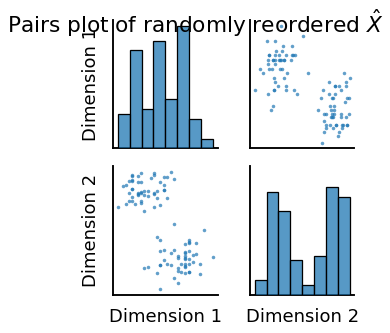 Pairs plot of randomly reordered X̂
Dimension 1
Dimension 2
Dimension 1
Dimension 2